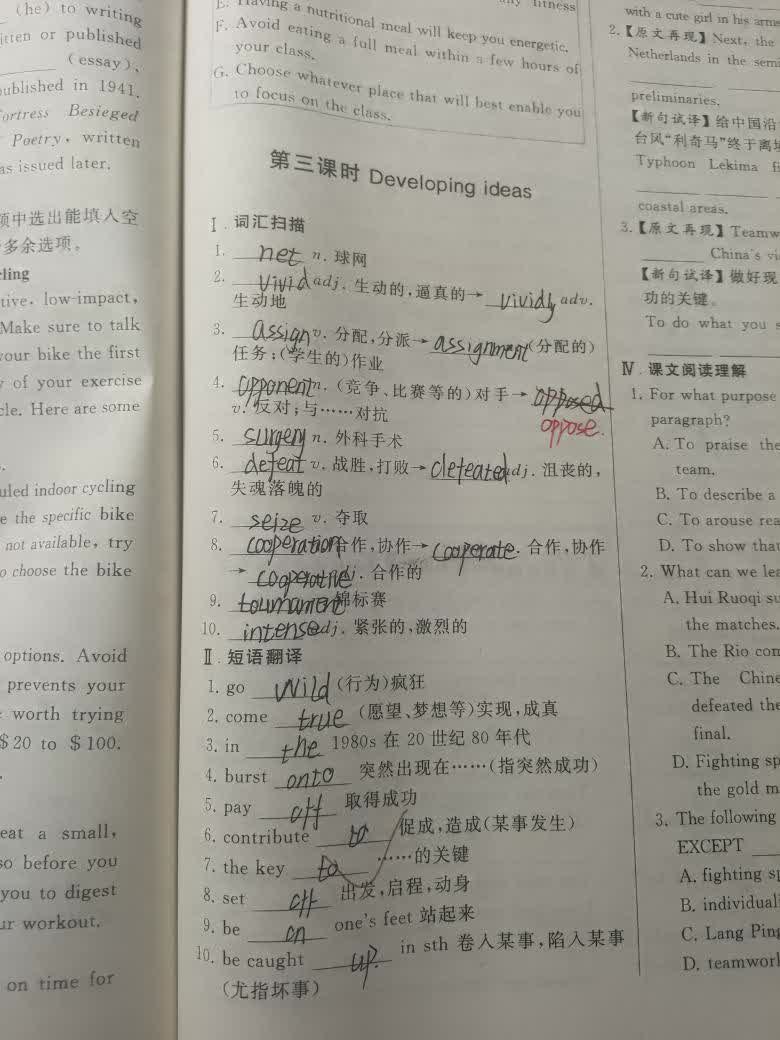 (he) to writing
itten or published
(essay),
published in 1941.
Fortress Besieged
Poetry, written
as issued later.
项中选出能填入空
多余选项。
cling
tive, low-impact,
Make sure to talk
your bike the first
y of your exercise
cle. Here are some
uled indoor cycling
e the specific bike
not available, try
o choose the bike
options. Avoid
prevents your
worth trying
$20 to $100.
eat a small,
so before you
you to digest
ur workout.
on time for
any fitness
E. Having a nutritional meal will keep you energetic.
F. Avoid eating a full meal within a few hours of
your class.
G. Choose whatever place that will best enable you
to focus on the class.
第三课时 Developing ideas
Ⅰ. 词汇扫描
1. net n. 球网
2. vivid adj. 生动的,逼真的→ vividly adv.
生动地
3. assign v. 分配,分派→ assignment (分配的)
任务;(学生的)作业
4. opponent n. (竞争、比赛等的)对手→ opposed
v. 反对;与……对抗 oppose.
5. surgery n. 外科手术
6. defeat v. 战胜,打败→ defeated adj. 沮丧的,
失魂落魄的
7. seize v. 夺取
8. cooperation 合作,协作→ cooperate. 合作,协作
→ cooperative adj. 合作的
9. tournament 锦标赛
10. intense adj. 紧张的,激烈的
Ⅱ. 短语翻译
1. go wild (行为)疯狂
2. come true (愿望、梦想等)实现,成真
3. in the 1980s 在 20 世纪 80 年代
4. burst onto 突然出现在……(指突然成功)
5. pay off 取得成功
6. contribute to 促成,造成(某事发生)
7. the key to ……的关键
8. set off 出发,启程,动身
9. be on one's feet 站起来
10. be caught up. in sth 卷入某事,陷入某事
(尤指坏事)
with a cute girl in his arms
2.【原文再现】Next, the
Netherlands in the semi
preliminaries.
【新句试译】给中国沿
台风“利奇马”终于离
Typhoon Lekima fi
coastal areas.
3.【原文再现】Teamw
China's vi
【新句试译】做好现
功的关键。
To do what you s
Ⅳ. 课文阅读理解
1. For what purpose
paragraph?
A. To praise the
team.
B. To describe a
C. To arouse rea
D. To show that
2. What can we lea
A. Hui Ruoqi su
the matches.
B. The Rio com
C. The Chine
defeated the
final.
D. Fighting sp
the gold m
3. The following
EXCEPT
A. fighting sp
B. individual
C. Lang Ping
D. teamwork